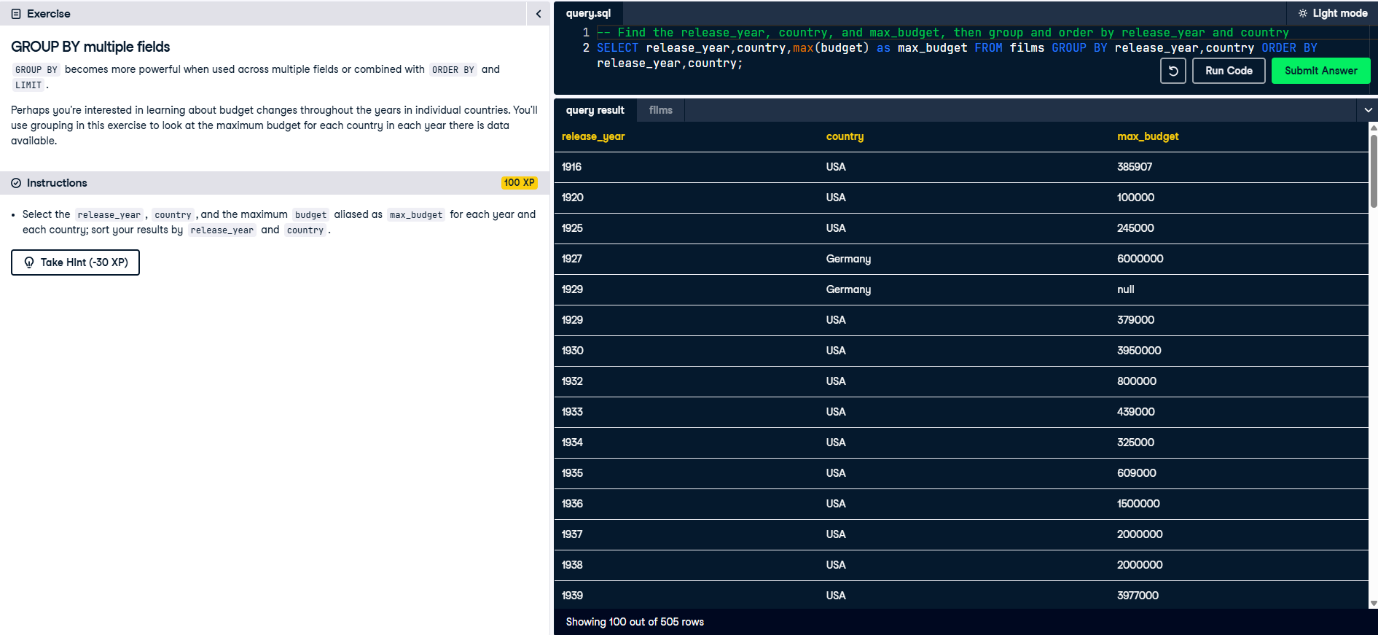 Exercise
GROUP BY multiple fields
GROUP BY becomes more powerful when used across multiple fields or combined with ORDER BY and
LIMIT .
Perhaps you're interested in learning about budget changes throughout the years in individual countries. You'll
use grouping in this exercise to look at the maximum budget for each country in each year there is data
available.
Instructions
100 XP
• Select the release_year , country , and the maximum budget aliased as max_budget for each year and
each country; sort your results by release_year and country .
Take Hint (-30 XP)
query.sql
Light mode
1 -- Find the release_year, country, and max_budget, then group and order by release_year and country
2 SELECT release_year,country,max(budget) as max_budget FROM films GROUP BY release_year,country ORDER BY
release_year,country;
Run Code
Submit Answer
query result
films
release_year country max_budget
1916 USA 385907
1920 USA 100000
1925 USA 245000
1927 Germany 6000000
1929 Germany null
1929 USA 379000
1930 USA 3950000
1932 USA 800000
1933 USA 439000
1934 USA 325000
1935 USA 609000
1936 USA 1500000
1937 USA 2000000
1938 USA 2000000
1939 USA 3977000
Showing 100 out of 505 rows